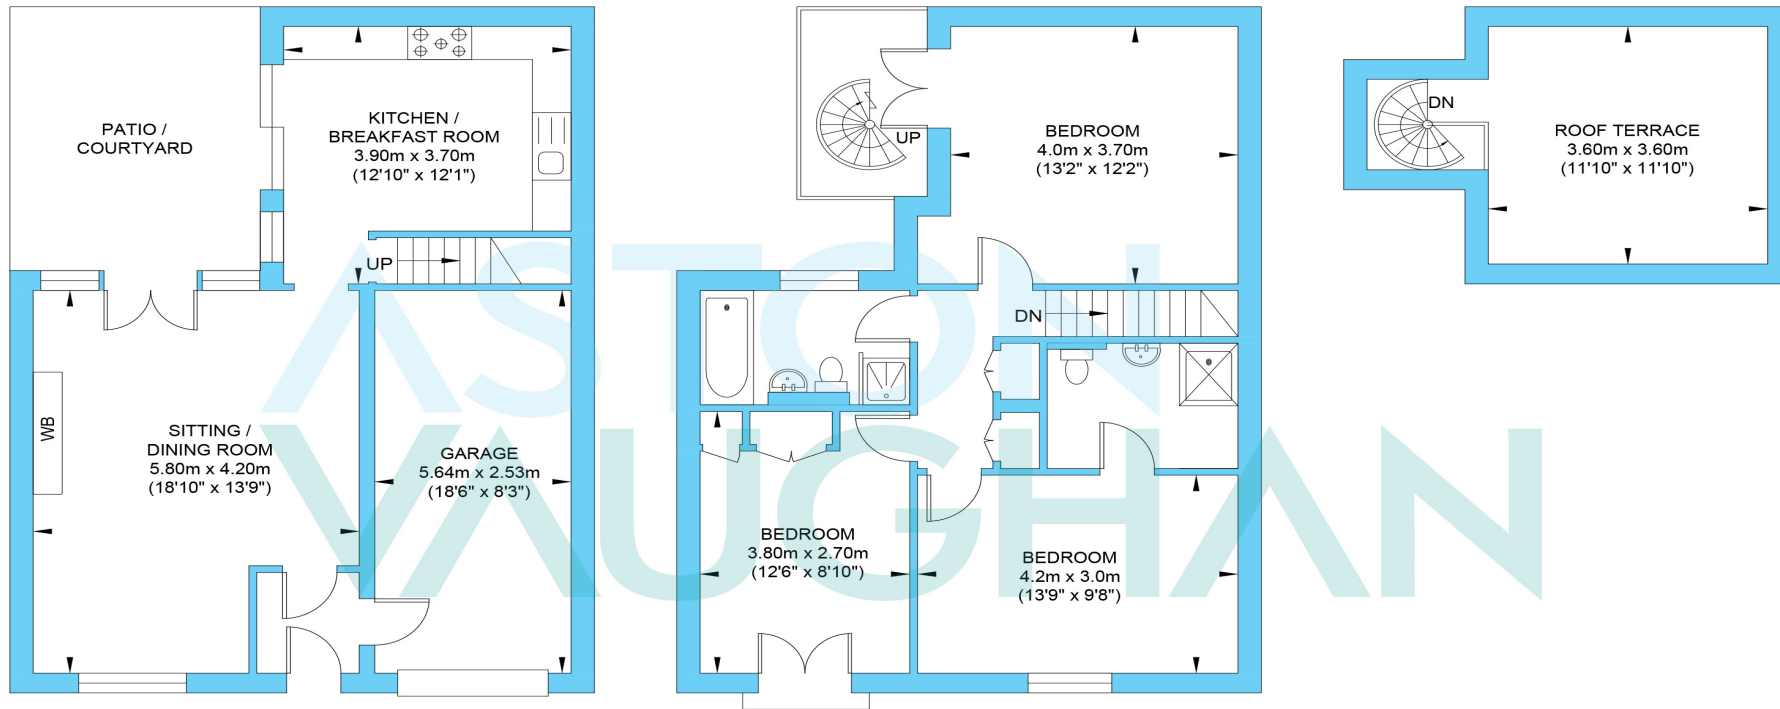 PATIO /
COURTYARD
KITCHEN /
BREAKFAST ROOM
3.90m x 3.70m
(12'10" x 12'1")
UP
WB
SITTING /
DINING ROOM
5.80m x 4.20m
(18'10" x 13'9")
GARAGE
5.64m x 2.53m
(18'6" x 8'3")
UP
BEDROOM
4.0m x 3.70m
(13'2" x 12'2")
DN
BEDROOM
3.80m x 2.70m
(12'6" x 8'10")
BEDROOM
4.2m x 3.0m
(13'9" x 9'8")
DN
ROOF TERRACE
3.60m x 3.60m
(11'10" x 11'10")
ASTON
VAUGHAN